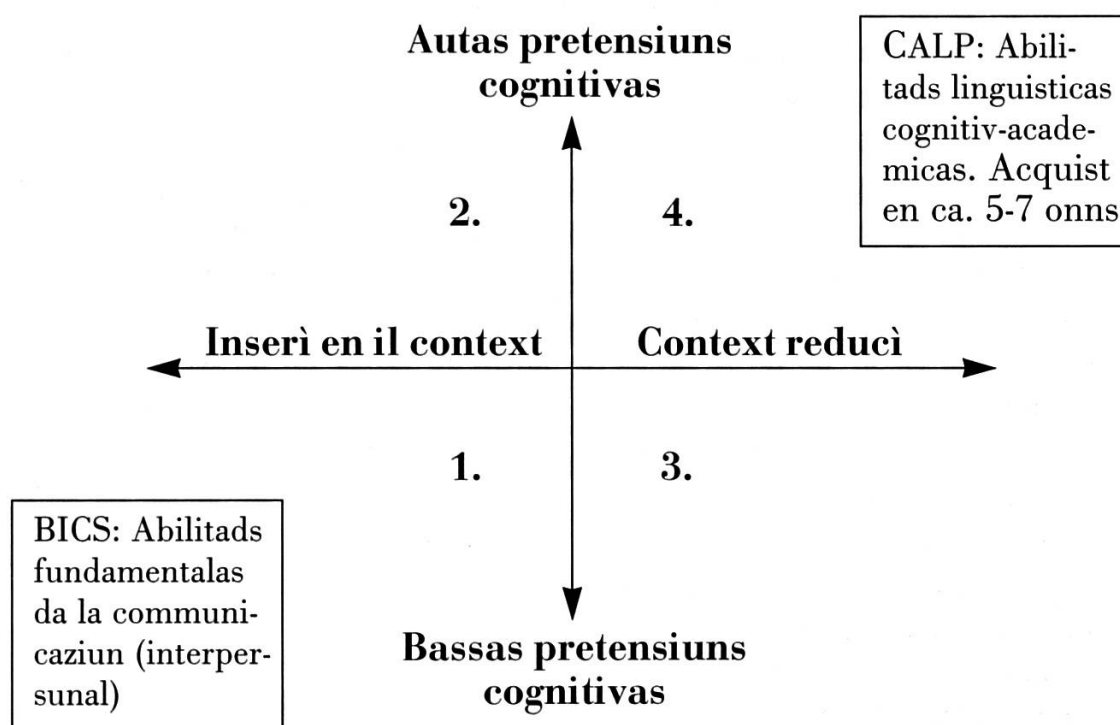 Autas pretensiuns
cognitivas
CALP: Abili-
tads linguisticas
cognitiv-acade-
micas. Acquist
en ca. 5-7 onns
2.
4.
Inserì en il context
Context reducì
1.
3.
BICS: Abilitads
fundamentalas
da la communi-
caziun (interper-
sunal)
Bassas pretensiuns
cognitivas